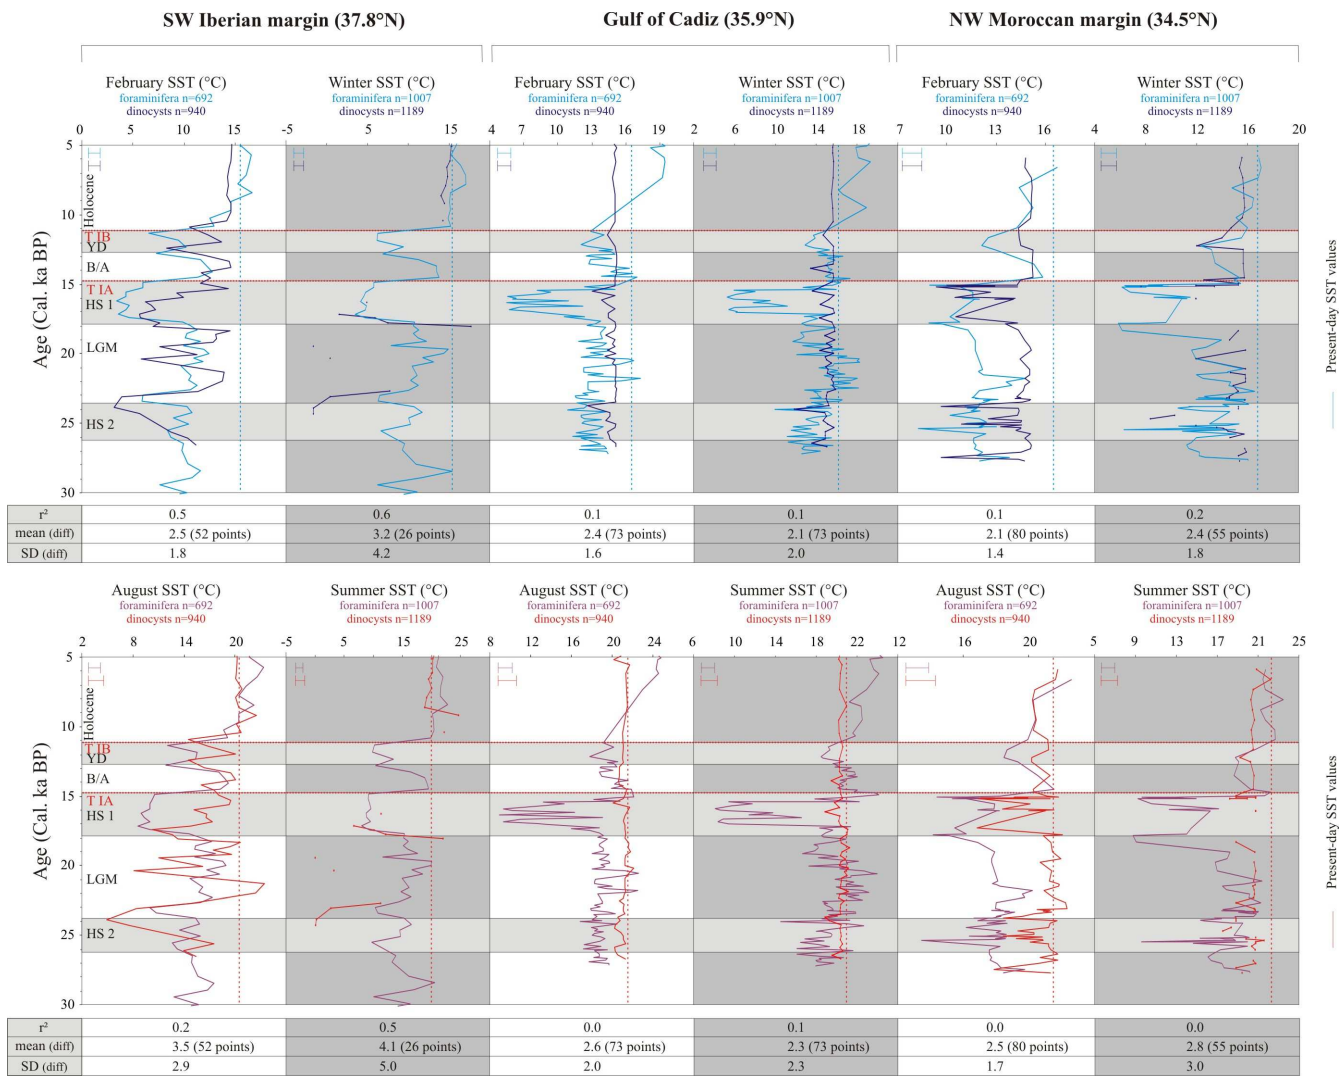 SW Iberian margin (37.8°N) Gulf of Cadiz (35.9°N) NW Moroccan margin (34.5°N)
February SST (°C) Winter SST (°C) February SST (°C) Winter SST (°C) February SST (°C) Winter SST (°C)
foraminifera n=692 foraminifera n=1007 foraminifera n=692 foraminifera n=1007 foraminifera n=692 foraminifera n=1007
dinocysts n=940 dinocysts n=1189 dinocysts n=940 dinocysts n=1189 dinocysts n=940 dinocysts n=1189
0 5 10 15 -5 5 15 4 7 10 13 16 19 2 6 10 14 18 7 10 13 16 4 8 12 16 20
5
Holocene
10
T IB
YD
B/A
15
T IA
HS 1
LGM
20
HS 2
25
30
Age (Cal. ka BP)
Present-day SST values
r² 0.5 0.6 0.1 0.1 0.1 0.2
mean (diff) 2.5 (52 points) 3.2 (26 points) 2.4 (73 points) 2.1 (73 points) 2.1 (80 points) 2.4 (55 points)
SD (diff) 1.8 4.2 1.6 2.0 1.4 1.8
August SST (°C) Summer SST (°C) August SST (°C) Summer SST (°C) August SST (°C) Summer SST (°C)
foraminifera n=692 foraminifera n=1007 foraminifera n=692 foraminifera n=1007 foraminifera n=692 foraminifera n=1007
dinocysts n=940 dinocysts n=1189 dinocysts n=940 dinocysts n=1189 dinocysts n=940 dinocysts n=1189
2 8 14 20 -5 5 15 25 8 12 16 20 24 6 10 14 18 22 12 16 20 5 9 13 17 21 25
5
Holocene
10
T IB
YD
B/A
15
T IA
HS 1
20
LGM
HS 2
25
30
Age (Cal. ka BP)
Present-day SST values
r² 0.2 0.5 0.0 0.1 0.0 0.0
mean (diff) 3.5 (52 points) 4.1 (26 points) 2.6 (73 points) 2.3 (73 points) 2.5 (80 points) 2.8 (55 points)
SD (diff) 2.9 5.0 2.0 2.3 1.7 3.0